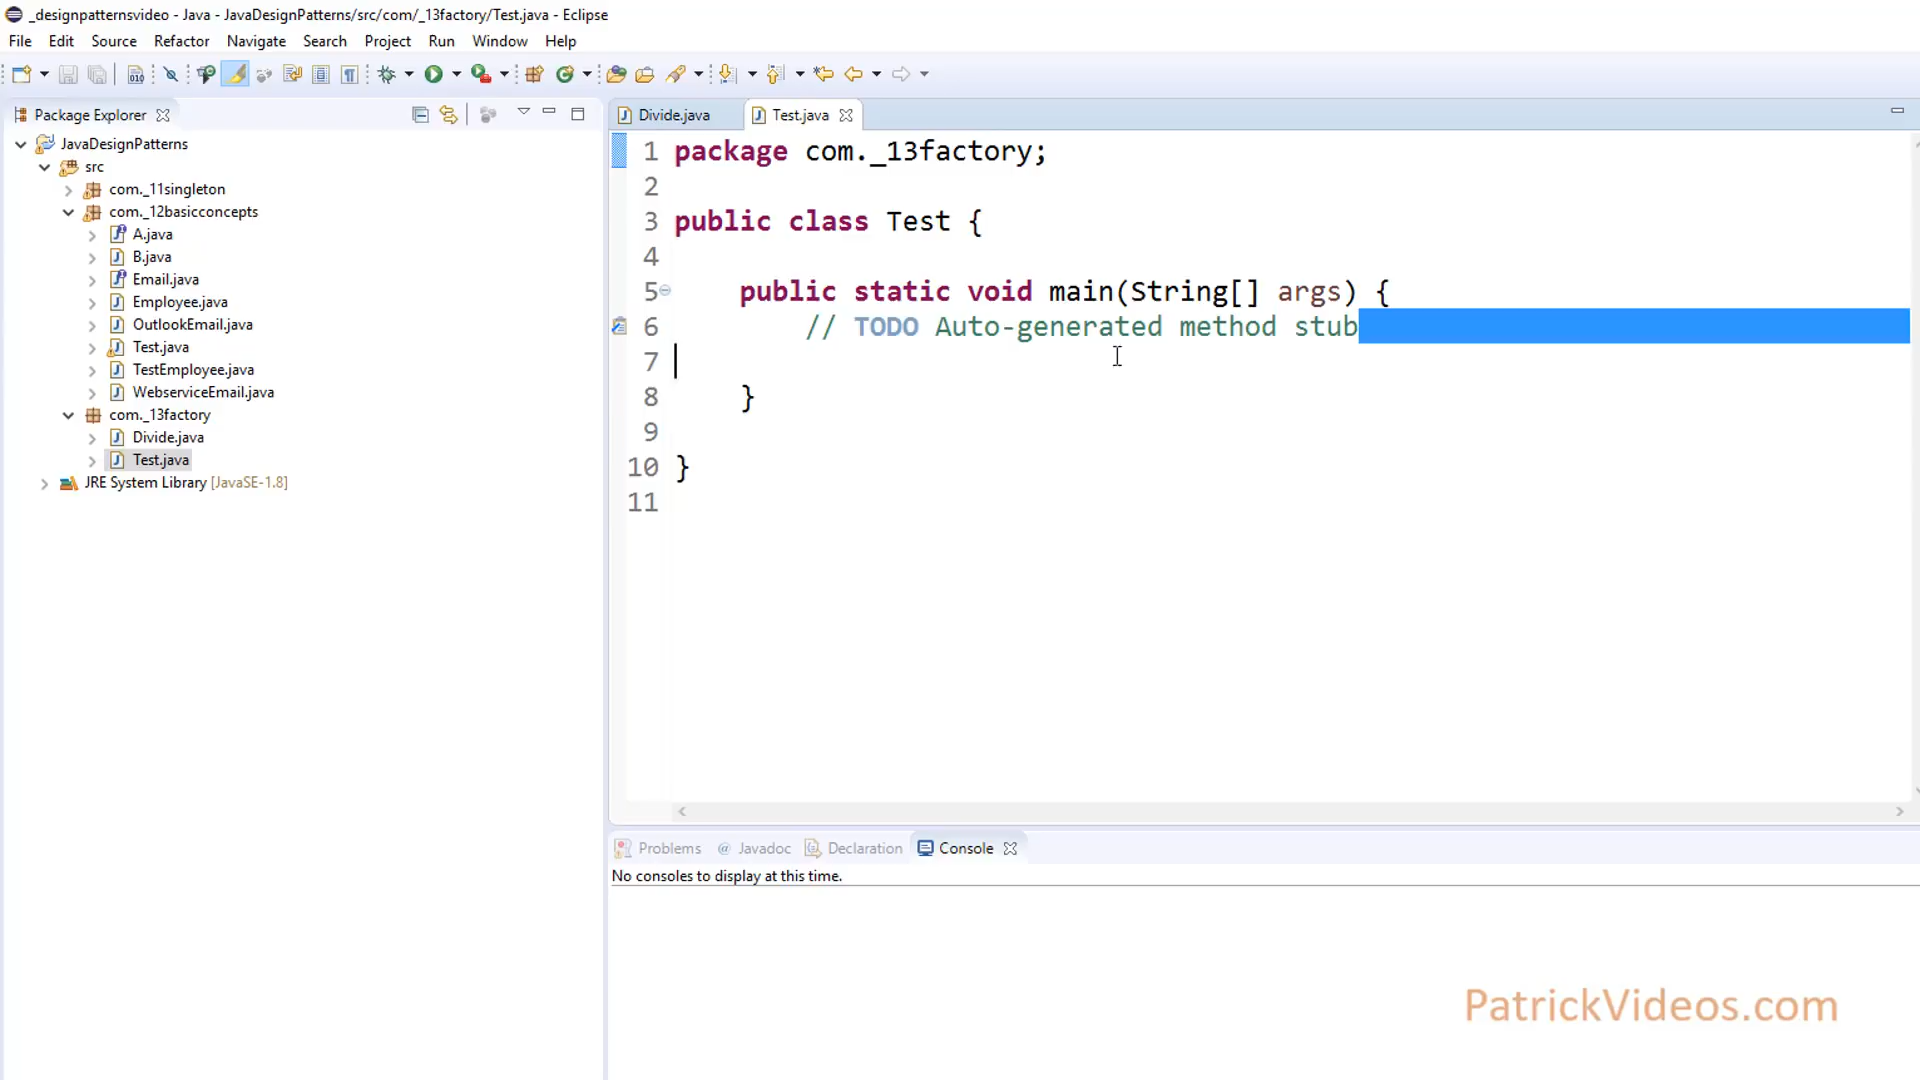 _designpatternsvideo - Java - JavaDesignPatterns/src/com/_13factory/Test.java - Eclipse
File Edit Source Refactor Navigate Search Project Run Window Help
Package Explorer
JavaDesignPatterns
src
com._11singleton
com._12basicconcepts
A.java
B.java
Email.java
Employee.java
OutlookEmail.java
Test.java
TestEmployee.java
WebserviceEmail.java
com._13factory
Divide.java
Test.java
JRE System Library [JavaSE-1.8]
Divide.java Test.java
1 package com._13factory;
2
3 public class Test {
4
5 public static void main(String[] args) {
6 // TODO Auto-generated method stub
7
8 }
9
10 }
11
Problems @ Javadoc Declaration Console
No consoles to display at this time.
PatrickVideos.com